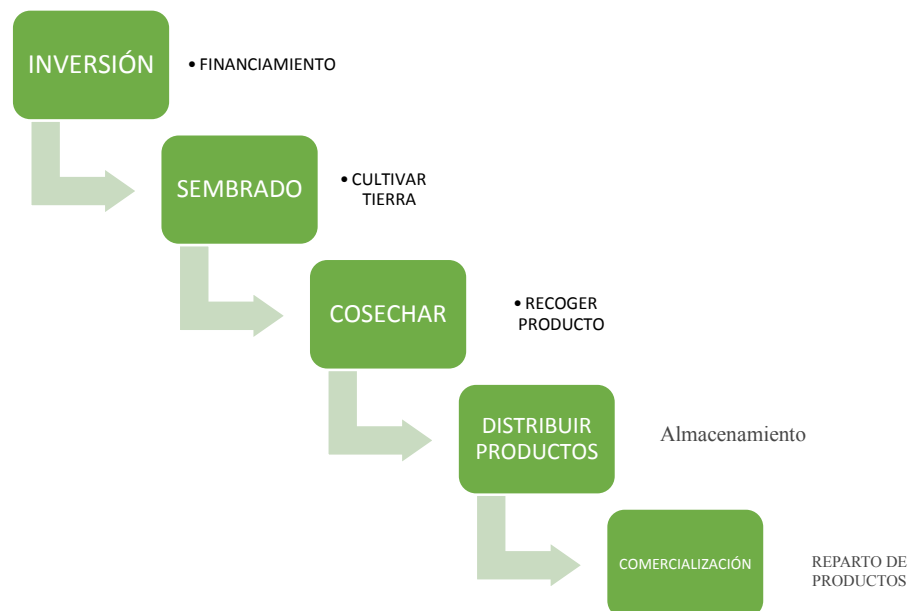 INVERSIÓN
• FINANCIAMIENTO
SEMBRADO
• CULTIVAR
TIERRA
COSECHAR
• RECOGER
PRODUCTO
DISTRIBUIR
PRODUCTOS
Almacenamiento
COMERCIALIZACIÓN
REPARTO DE
PRODUCTOS